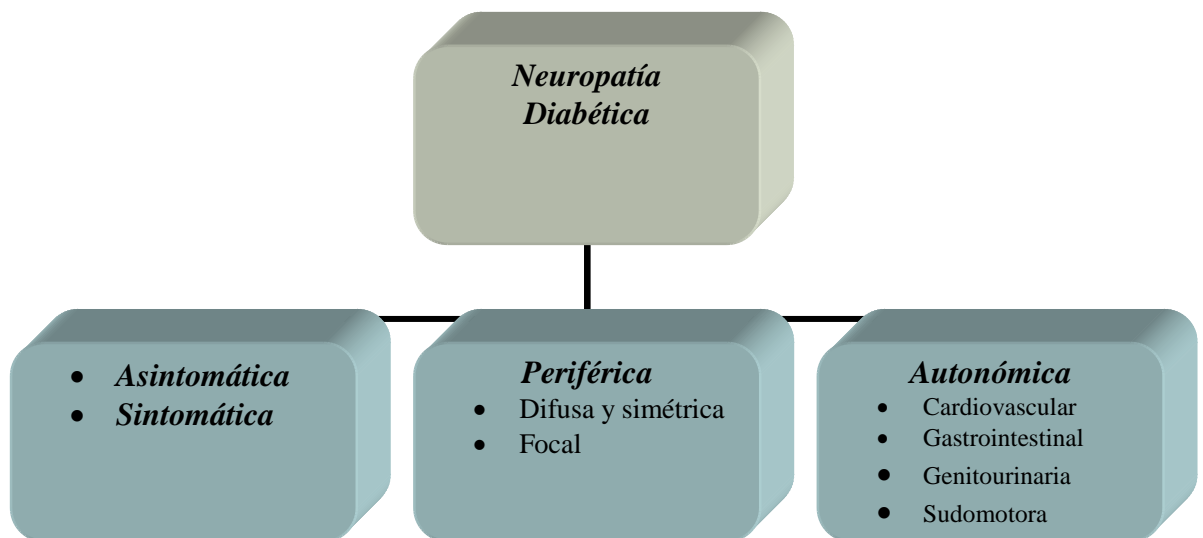 Neuropatía
Diabética
• Asintomática
• Sintomática
Periférica
• Difusa y simétrica
• Focal
Autonómica
• Cardiovascular
• Gastrointestinal
• Genitourinaria
• Sudomotora